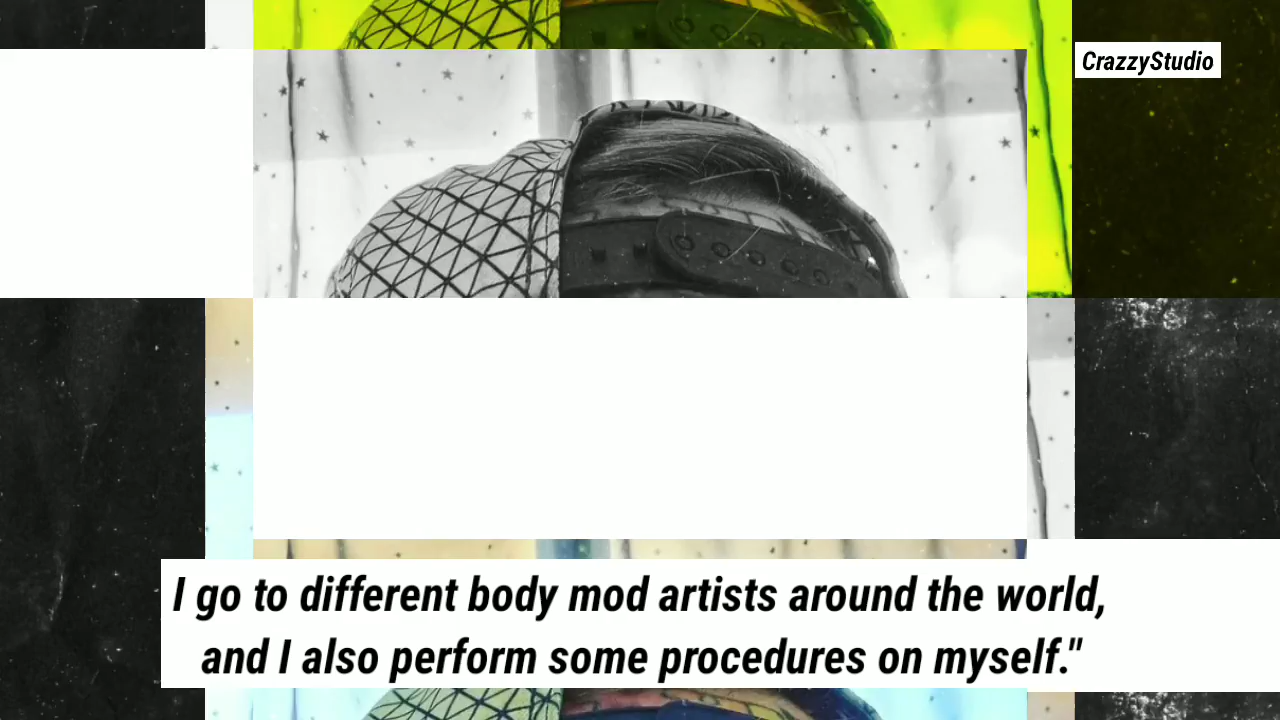 CrazzyStudio
I go to different body mod artists around the world,
and I also perform some procedures on myself."